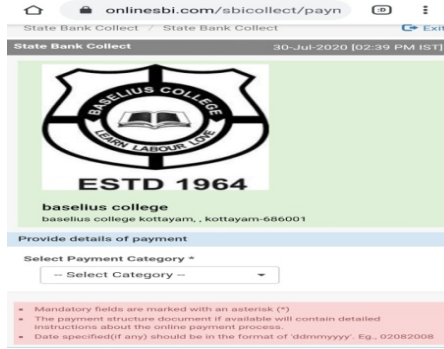 onlinesbi.com/sbicollect/payn
State Bank Collect / State Bank Collect
Exit
State Bank Collect
30-Jul-2020 [02:39 PM IST]
BASELIUS COLLEGE
LEARN LABOUR LOVE
ESTD 1964
baselius college
baselius college kottayam, , kottayam-686001
Provide details of payment
Select Payment Category *
-- Select Category --
Mandatory fields are marked with an asterisk (*)
The payment structure document if available will contain detailed
instructions about the online payment process.
Date specified(if any) should be in the format of 'ddmmyyyy'. Eg., 02082008